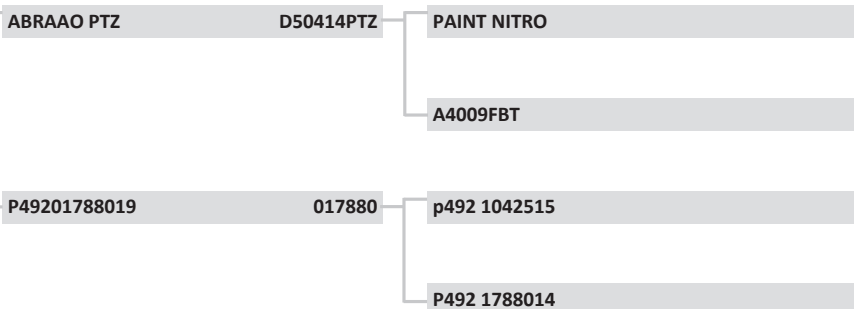 ABRAAO PTZ D50414PTZ PAINT NITRO
A4009FBT
P49201788019 017880 p492 1042515
P492 1788014